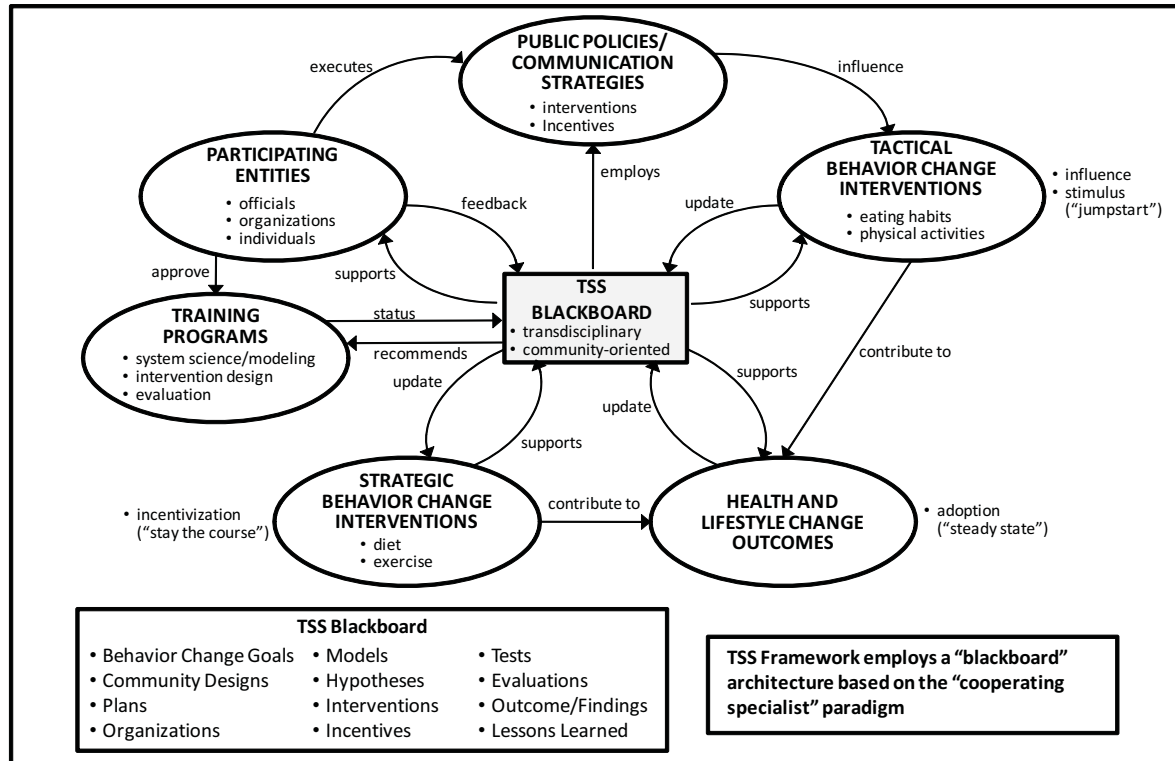 PUBLIC POLICIES/
COMMUNICATION
STRATEGIES
• interventions
• Incentives
executes
influence
PARTICIPATING
ENTITIES
• officials
• organizations
• individuals
employs
TACTICAL
BEHAVIOR CHANGE
INTERVENTIONS
• eating habits
• physical activities
• influence
• stimulus
(“jumpstart”)
feedback
update
approve
supports
supports
TSS
BLACKBOARD
• transdisciplinary
• community-oriented
TRAINING
PROGRAMS
• system science/modeling
• intervention design
• evaluation
status
recommends
contribute to
update
supports
supports
update
STRATEGIC
BEHAVIOR CHANGE
INTERVENTIONS
• diet
• exercise
• incentivization
(“stay the course”)
contribute to
HEALTH AND
LIFESTYLE CHANGE
OUTCOMES
• adoption
(“steady state”)
TSS Blackboard
• Behavior Change Goals
• Community Designs
• Plans
• Organizations
• Models
• Hypotheses
• Interventions
• Incentives
• Tests
• Evaluations
• Outcome/Findings
• Lessons Learned
TSS Framework employs a “blackboard”
architecture based on the “cooperating
specialist” paradigm